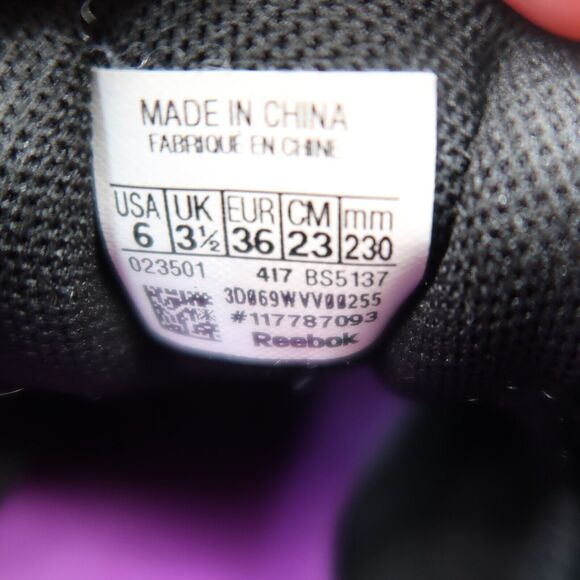 MADE IN CHINA
FABRIQUÉ EN CHINE
USA UK EUR CM mm
6 3½ 36 23 230
023501 417 BS5137
3D069WVV00255
#117787093
Reebok